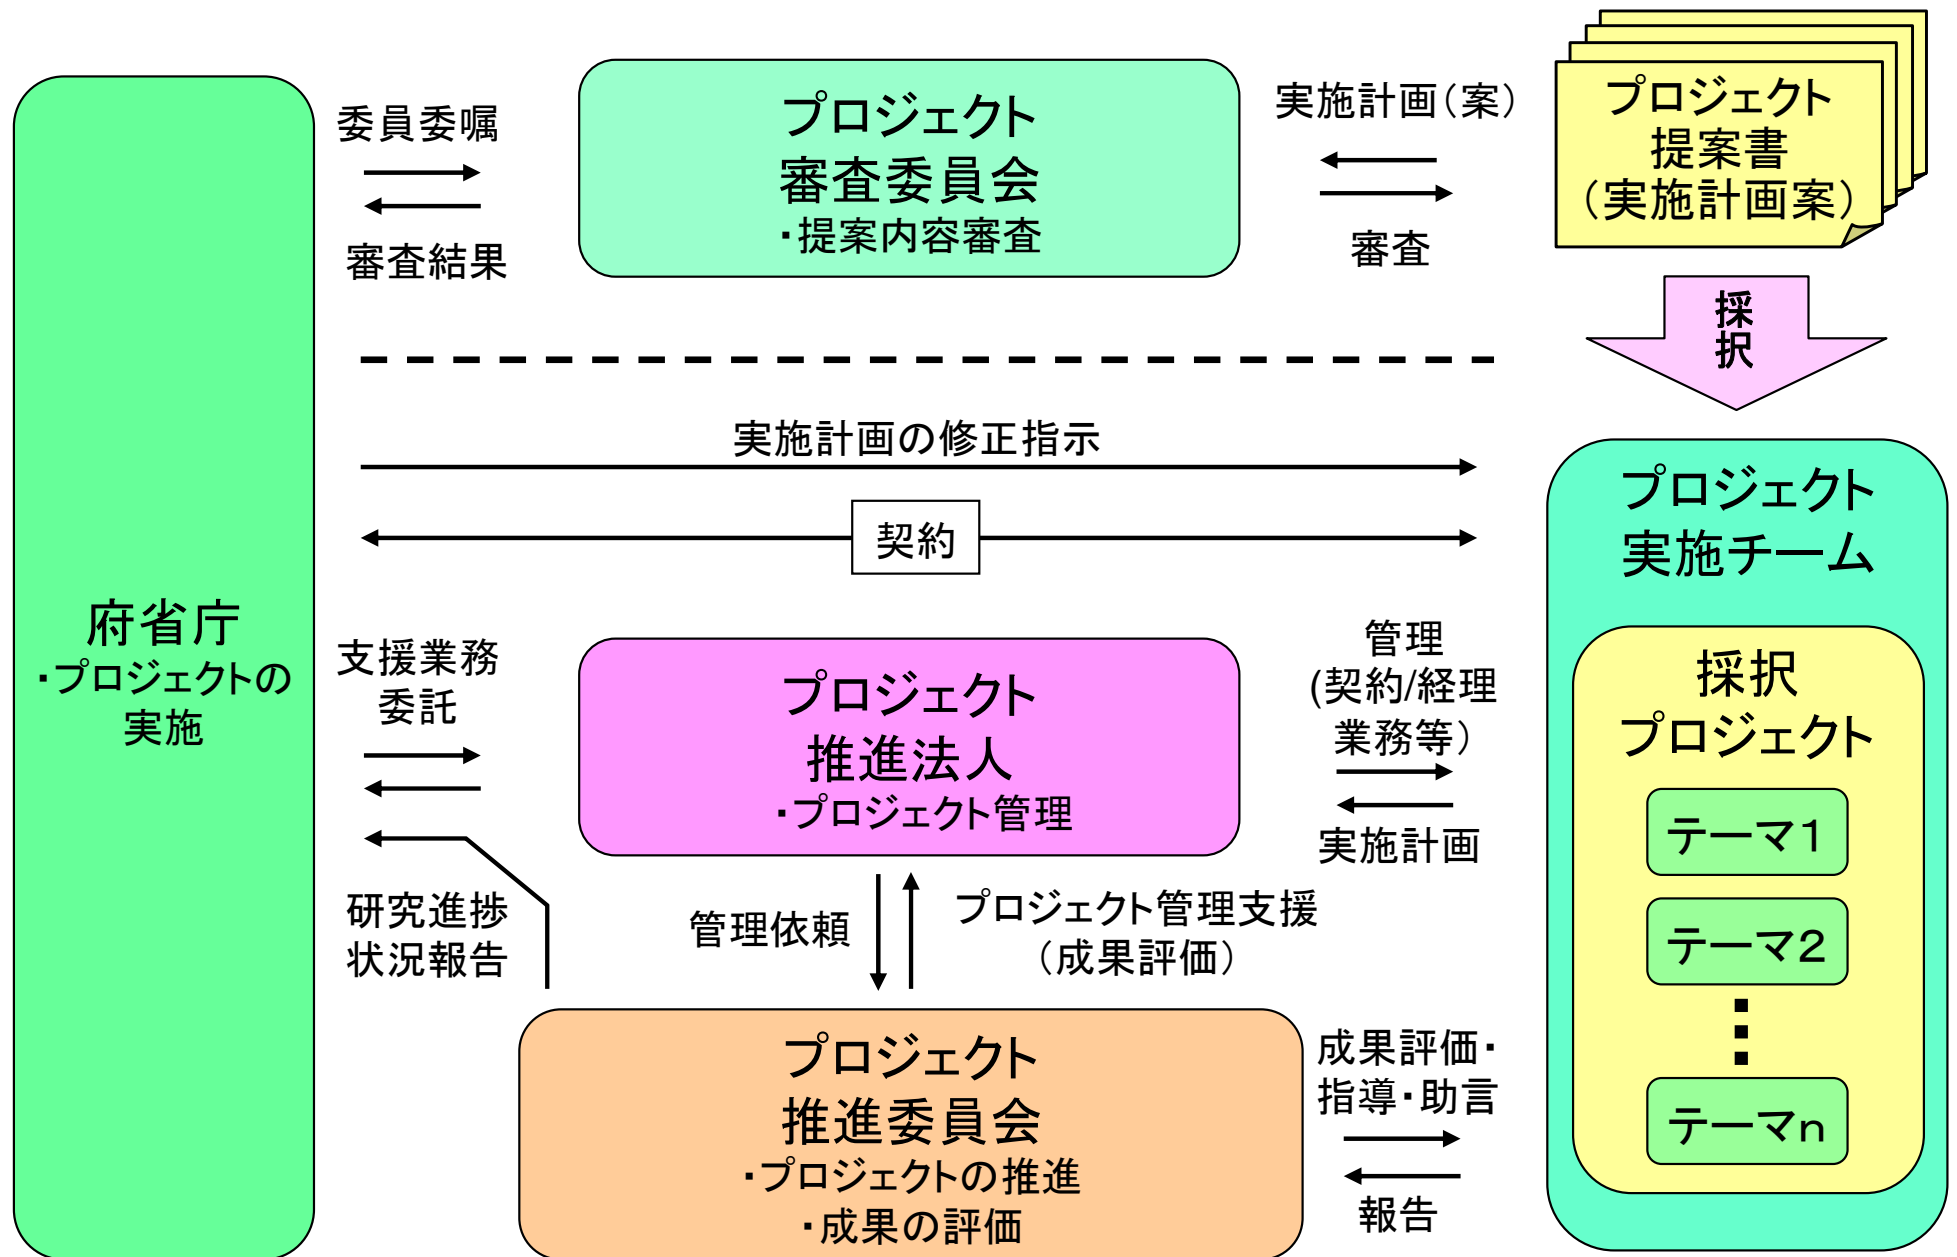 府省庁
・プロジェクトの
実施
委員委嘱
審査結果
プロジェクト
審査委員会
・提案内容審査
実施計画（案）
審査
プロジェクト
提案書
（実施計画案）
採
択
実施計画の修正指示
契約
支援業務
委託
研究進捗
状況報告
プロジェクト
推進法人
・プロジェクト管理
管理
(契約/経理
業務等）
実施計画
管理依頼
プロジェクト管理支援
（成果評価）
プロジェクト
推進委員会
・プロジェクトの推進
・成果の評価
成果評価・
指導・助言
報告
プロジェクト
実施チーム
採択
プロジェクト
テーマ１
テーマ２
テーマｎ